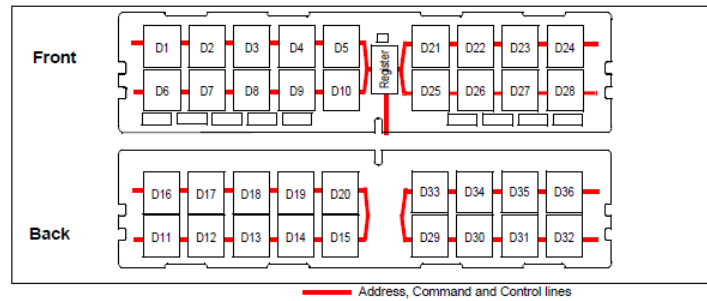 Front
D1 D2 D3 D4 D5 Register D21 D22 D23 D24
D6 D7 D8 D9 D10 D25 D26 D27 D28
Back
D16 D17 D18 D19 D20 D33 D34 D35 D36
D11 D12 D13 D14 D15 D29 D30 D31 D32
Address, Command and Control lines